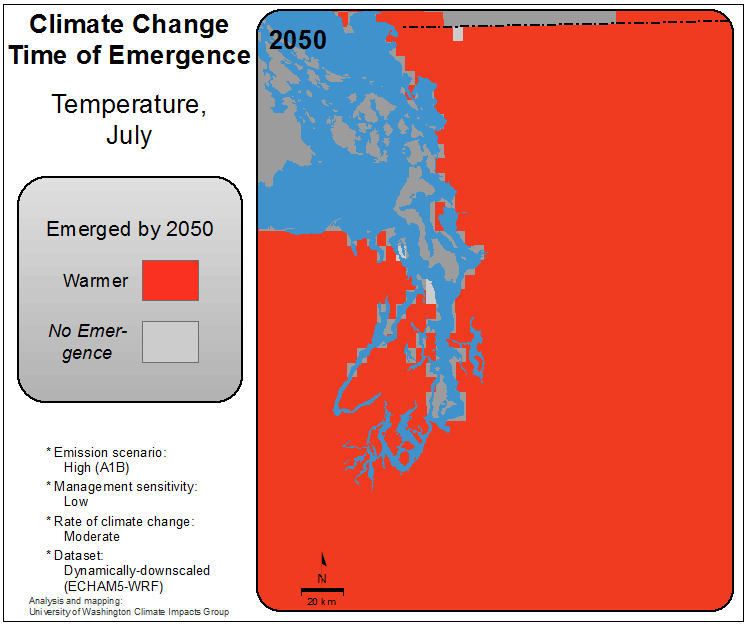 Climate Change
Time of Emergence
Temperature,
July
Emerged by 2050
Warmer
No Emer-
gence
* Emission scenario:
High (A1B)
* Management sensitivity:
Low
* Rate of climate change:
Moderate
* Dataset:
Dynamically-downscaled
(ECHAM5-WRF)
Analysis and mapping:
University of Washington Climate Impacts Group
2050
N
20 km